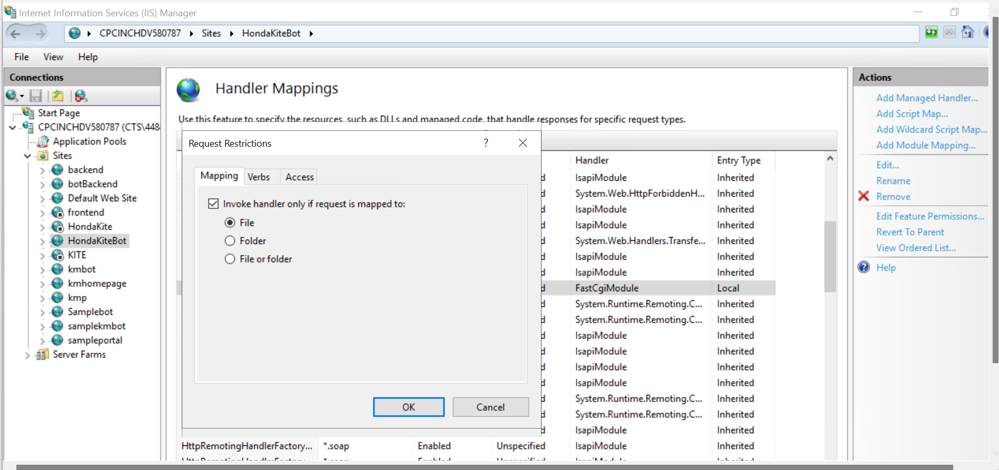 Internet Information Services (IIS) Manager
CPCINCHDV580787 Sites HondaKiteBot
File View Help
Connections
Start Page
CPCINCHDV580787 (CTS\448
Application Pools
Sites
backend
botBackend
Default Web Site
frontend
HondaKite
HondaKiteBot
KITE
kmbot
kmhomepage
kmp
Samplebot
samplekmbot
sampleportal
Server Farms
Handler Mappings
Use this feature to specify the resources, such as DLLs and managed code, that handle responses for specific request types.
Request Restrictions
?
Mapping Verbs Access
Invoke handler only if request is mapped to:
File
Folder
File or folder
OK Cancel
Handler Entry Type
d IsapiModule Inherited
d System.Web.HttpForbiddenH... Inherited
IsapiModule Inherited
d IsapiModule Inherited
d System.Web.Handlers.Transfe... Inherited
d IsapiModule Inherited
d IsapiModule Inherited
d FastCgiModule Local
d System.Runtime.Remoting.C... Inherited
d System.Runtime.Remoting.C... Inherited
d IsapiModule Inherited
d IsapiModule Inherited
d IsapiModule Inherited
d IsapiModule Inherited
d System.Runtime.Remoting.C... Inherited
d System.Runtime.Remoting.C... Inherited
d IsapiModule Inherited
HttpRemotingHandlerFactory... *.soap Enabled Unspecified IsapiModule Inherited
Actions
Add Managed Handler...
Add Script Map...
Add Wildcard Script Map...
Add Module Mapping...
Edit...
Rename
Remove
Edit Feature Permissions...
Revert To Parent
View Ordered List...
Help